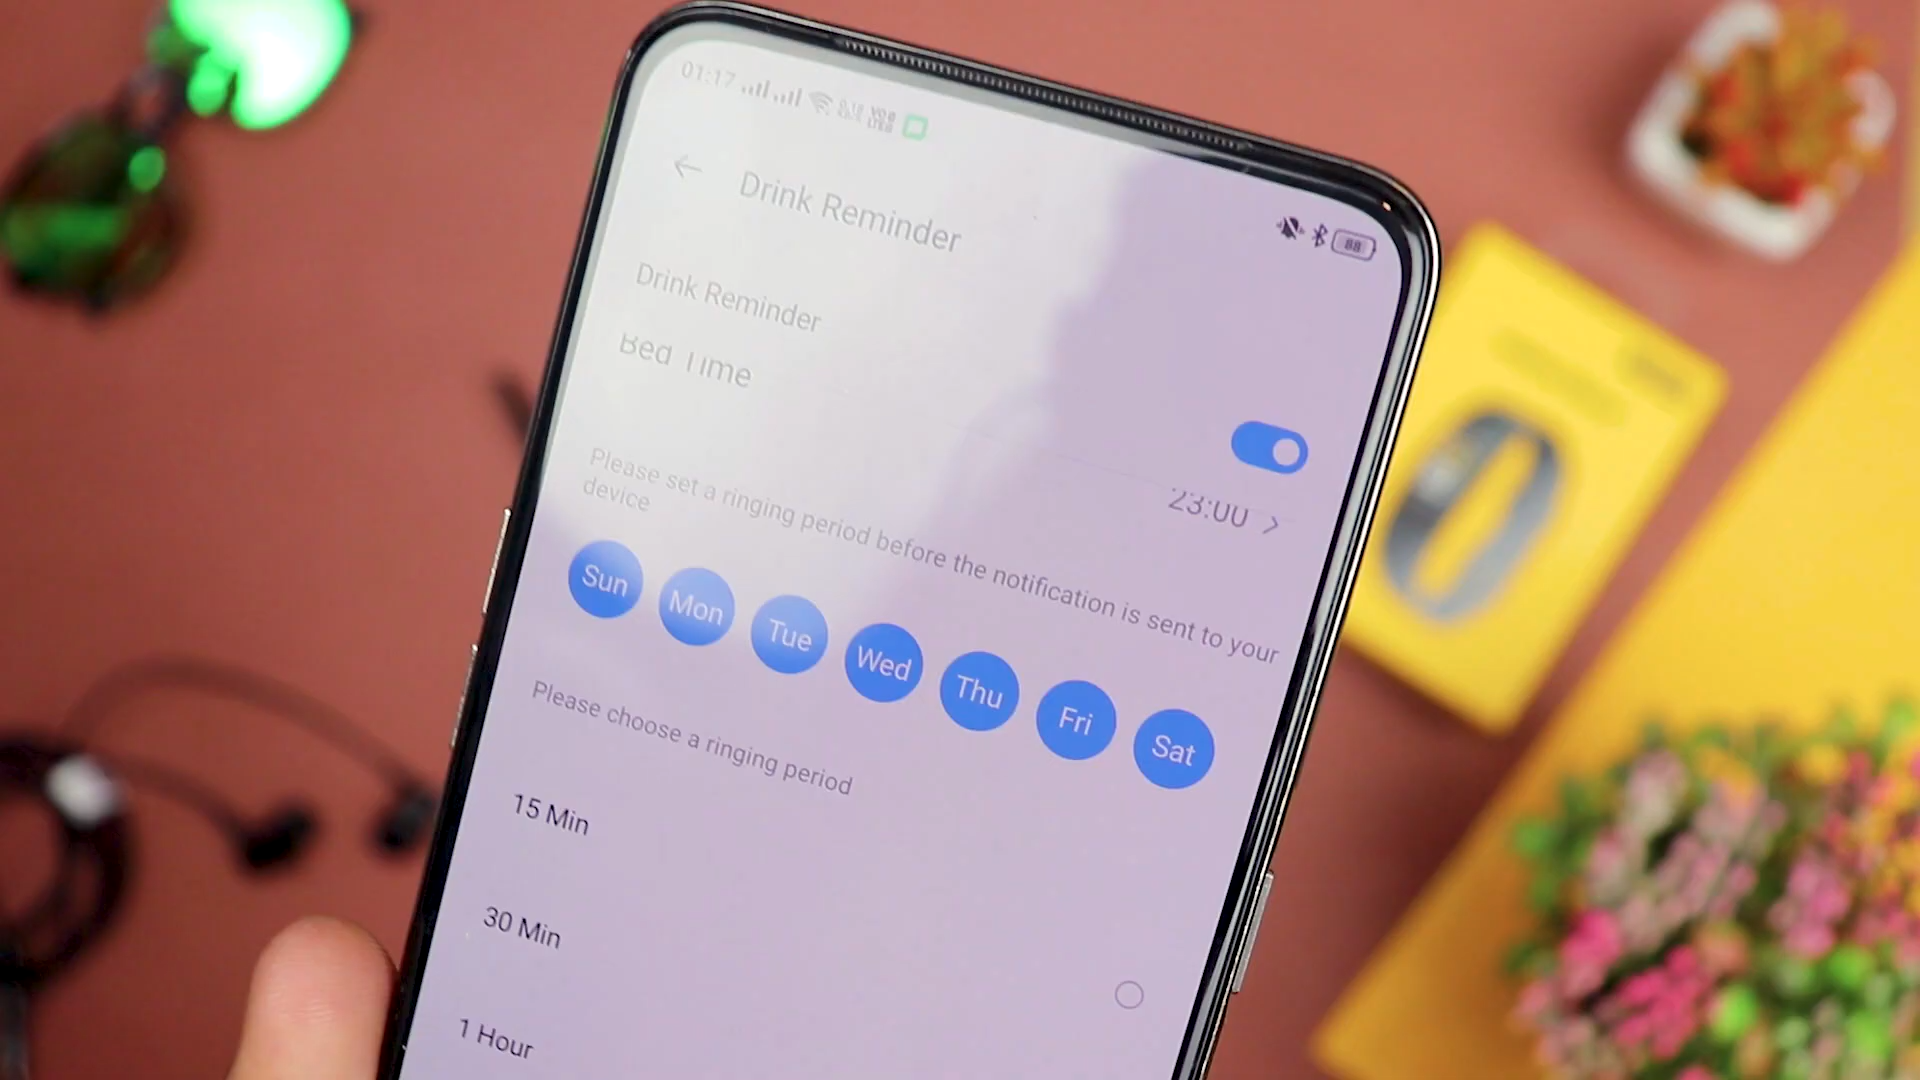 01:17
88
Drink Reminder
Drink Reminder
Bed Time
23:00
Please set a ringing period before the notification is sent to your
device
Sun Mon Tue Wed Thu Fri Sat
Please choose a ringing period
15 Min
30 Min
1 Hour